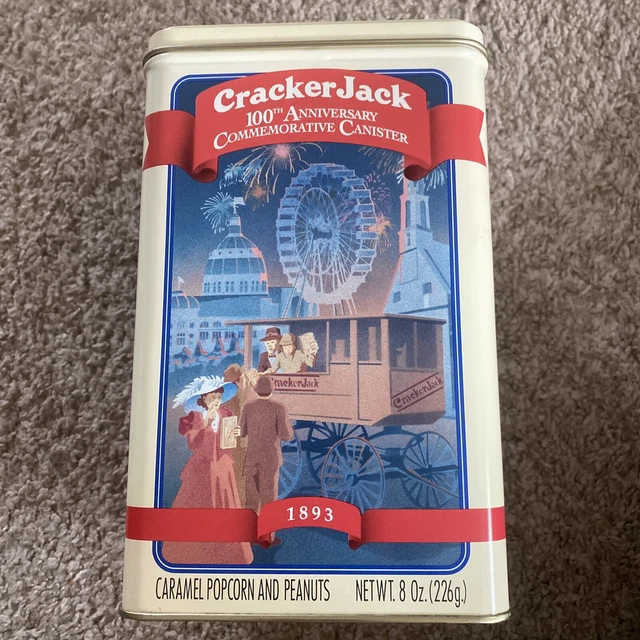 CrackerJack
100TH ANNIVERSARY
COMMEMORATIVE CANISTER
CrackerJack
CrackerJack
1893
CARAMEL POPCORN AND PEANUTS NET WT. 8 Oz. (226g.)